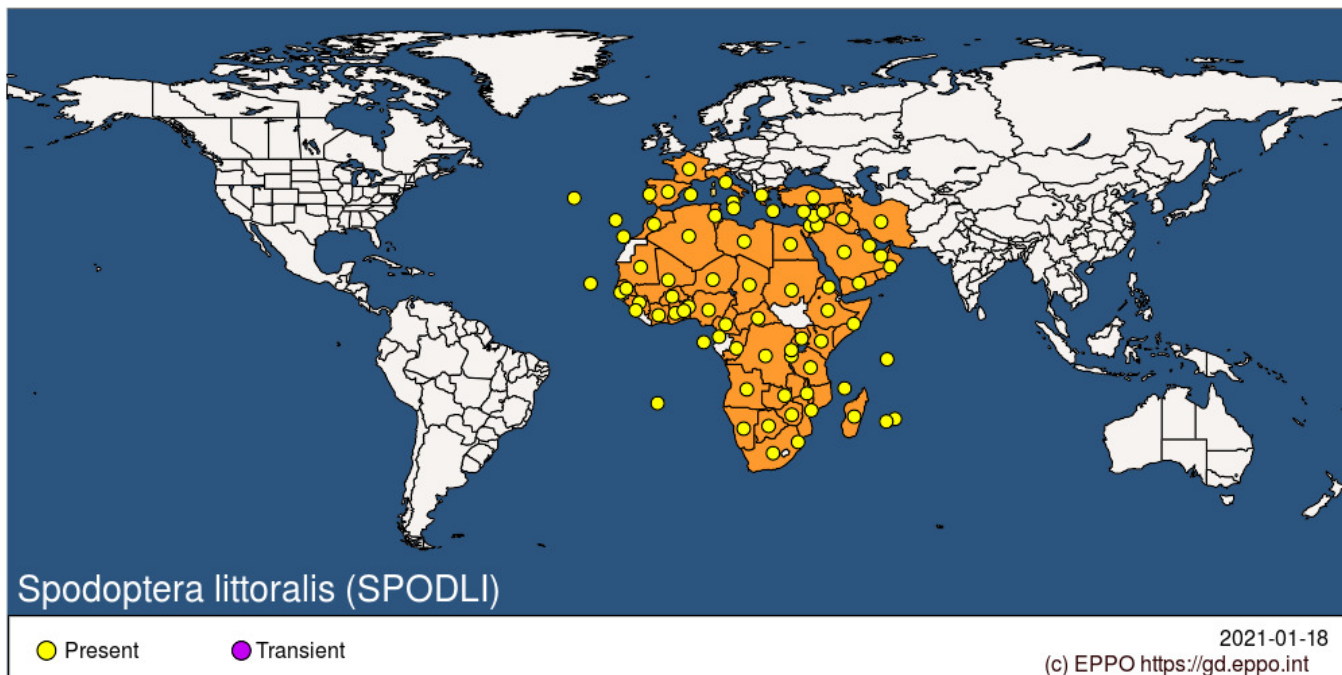 Spodoptera littoralis (SPODLI)
Present
Transient
2021-01-18
(c) EPPO https://gd.eppo.int